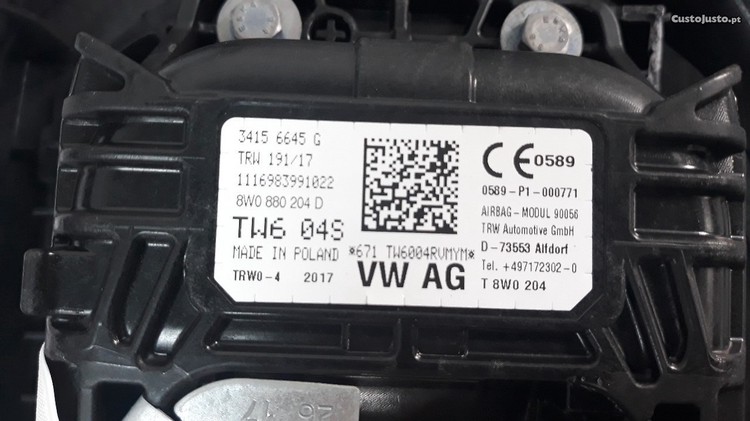 CustoJusto.pt
3415 6645 G
TRW 191/17
1116983991022
8W0 880 204 D
TW6 04S
MADE IN POLAND *671 TW6004RVMYM*
TRW0-4 2017 VW AG
CE 0589
0589-P1-000771
AIRBAG-MODUL 90056
TRW Automotive GmbH
D-73553 Alfdorf
Tel. +497172302-0
T 8W0 204
26 17